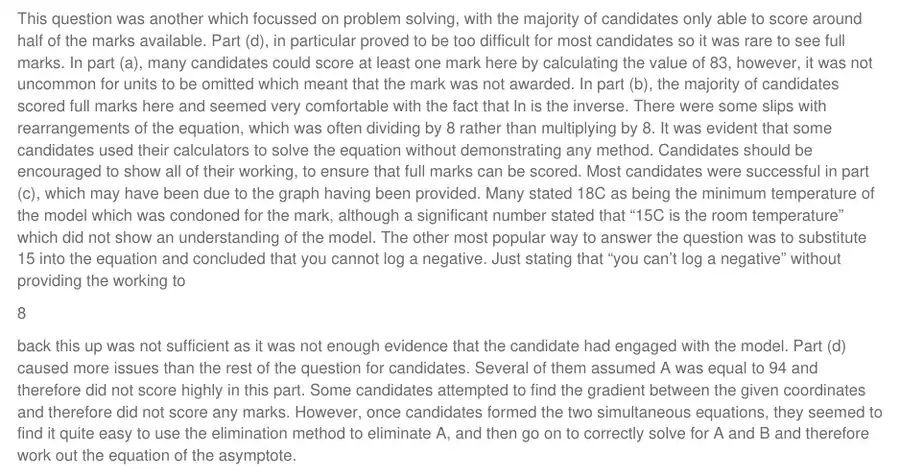 This question was another which focussed on problem solving, with the majority of candidates only able to score around
half of the marks available. Part (d), in particular proved to be too difficult for most candidates so it was rare to see full
marks. In part (a), many candidates could score at least one mark here by calculating the value of 83, however, it was not
uncommon for units to be omitted which meant that the mark was not awarded. In part (b), the majority of candidates
scored full marks here and seemed very comfortable with the fact that ln is the inverse. There were some slips with
rearrangements of the equation, which was often dividing by 8 rather than multiplying by 8. It was evident that some
candidates used their calculators to solve the equation without demonstrating any method. Candidates should be
encouraged to show all of their working, to ensure that full marks can be scored. Most candidates were successful in part
(c), which may have been due to the graph having been provided. Many stated 18C as being the minimum temperature of
the model which was condoned for the mark, although a significant number stated that “15C is the room temperature”
which did not show an understanding of the model. The other most popular way to answer the question was to substitute
15 into the equation and concluded that you cannot log a negative. Just stating that “you can’t log a negative” without
providing the working to
8
back this up was not sufficient as it was not enough evidence that the candidate had engaged with the model. Part (d)
caused more issues than the rest of the question for candidates. Several of them assumed A was equal to 94 and
therefore did not score highly in this part. Some candidates attempted to find the gradient between the given coordinates
and therefore did not score any marks. However, once candidates formed the two simultaneous equations, they seemed to
find it quite easy to use the elimination method to eliminate A, and then go on to correctly solve for A and B and therefore
work out the equation of the asymptote.